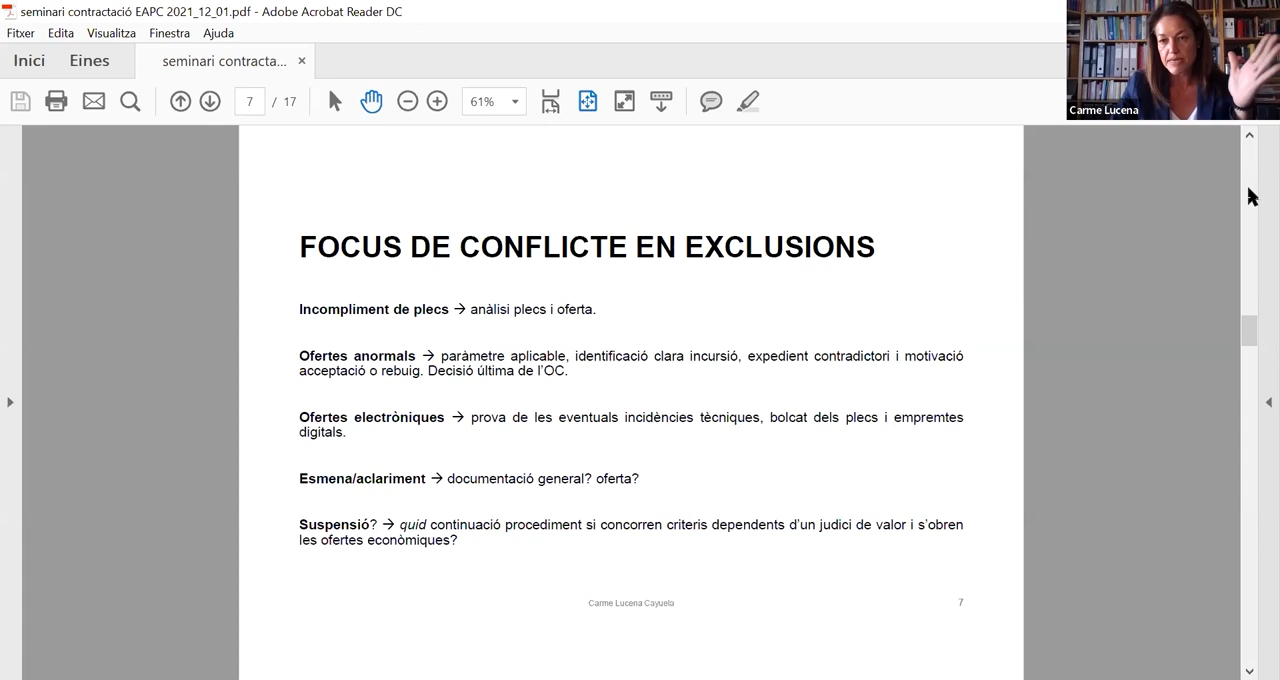 seminari contractació EAPC 2021_12_01.pdf - Adobe Acrobat Reader DC
Fitxer Edita Visualitza Finestra Ajuda
Inici Eines seminari contracta... ×
7 / 17 61%
Carme Lucena
FOCUS DE CONFLICTE EN EXCLUSIONS
Incompliment de plecs → anàlisi plecs i oferta.
Ofertes anormals → paràmetre aplicable, identificació clara incursió, expedient contradictori i motivació
acceptació o rebuig. Decisió última de l’OC.
Ofertes electròniques → prova de les eventuals incidències tècniques, bolcat dels plecs i empremtes
digitals.
Esmena/aclariment → documentació general? oferta?
Suspensió? → quid continuació procediment si concorren criteris dependents d’un judici de valor i s’obren
les ofertes econòmiques?
Carme Lucena Cayuela 7